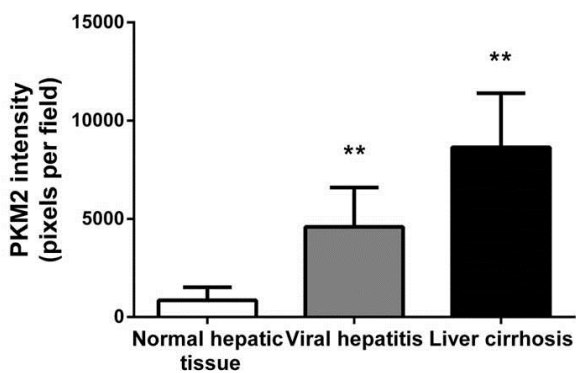 15000
10000
5000
0
PKM2 intensity
(pixels per field)
**
**
Normal hepatic
tissue
Viral hepatitis
Liver cirrhosis